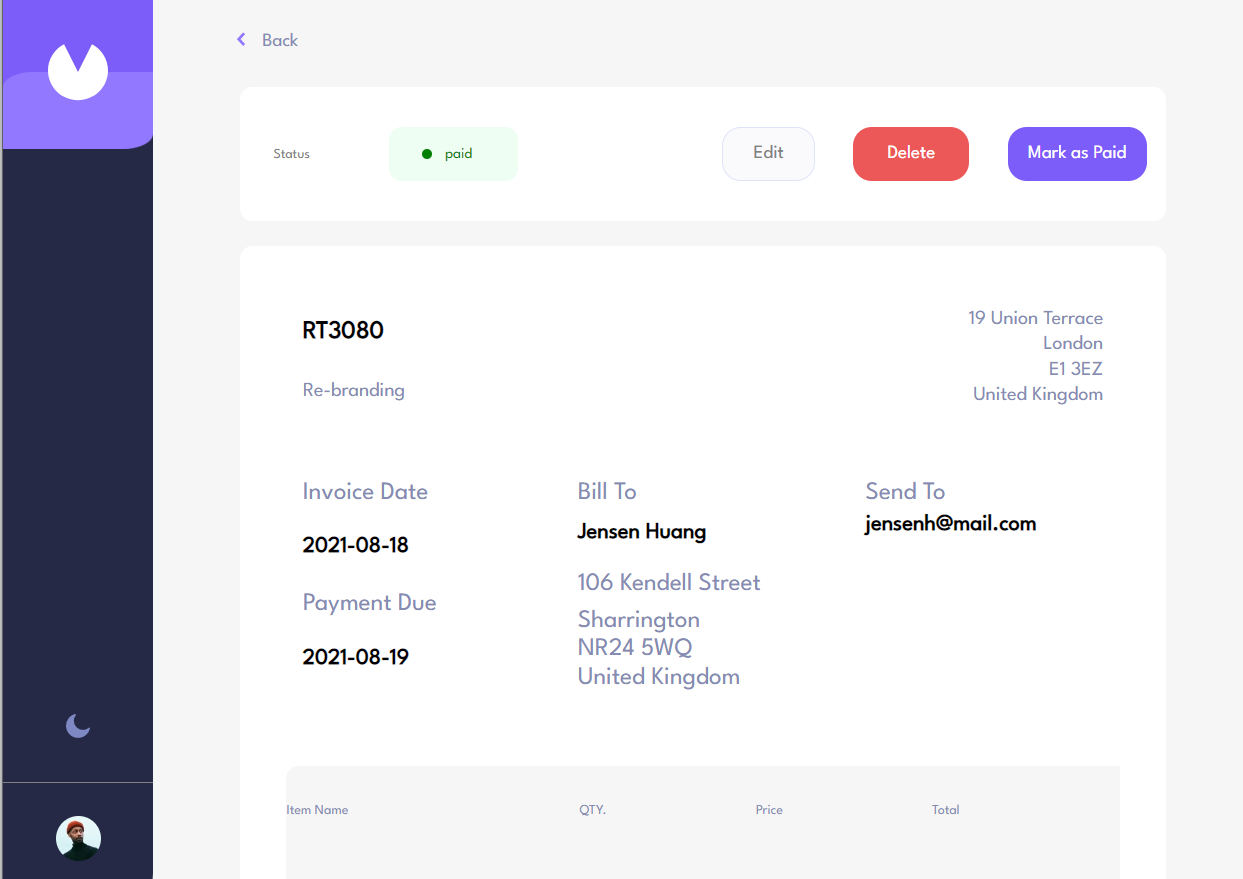 Back
Status
paid
Edit
Delete
Mark as Paid
RT3080
Re-branding
19 Union Terrace
London
E1 3EZ
United Kingdom
Invoice Date
2021-08-18
Payment Due
2021-08-19
Bill To
Jensen Huang
106 Kendell Street
Sharrington
NR24 5WQ
United Kingdom
Send To
jensenh@mail.com
Item Name
QTY.
Price
Total